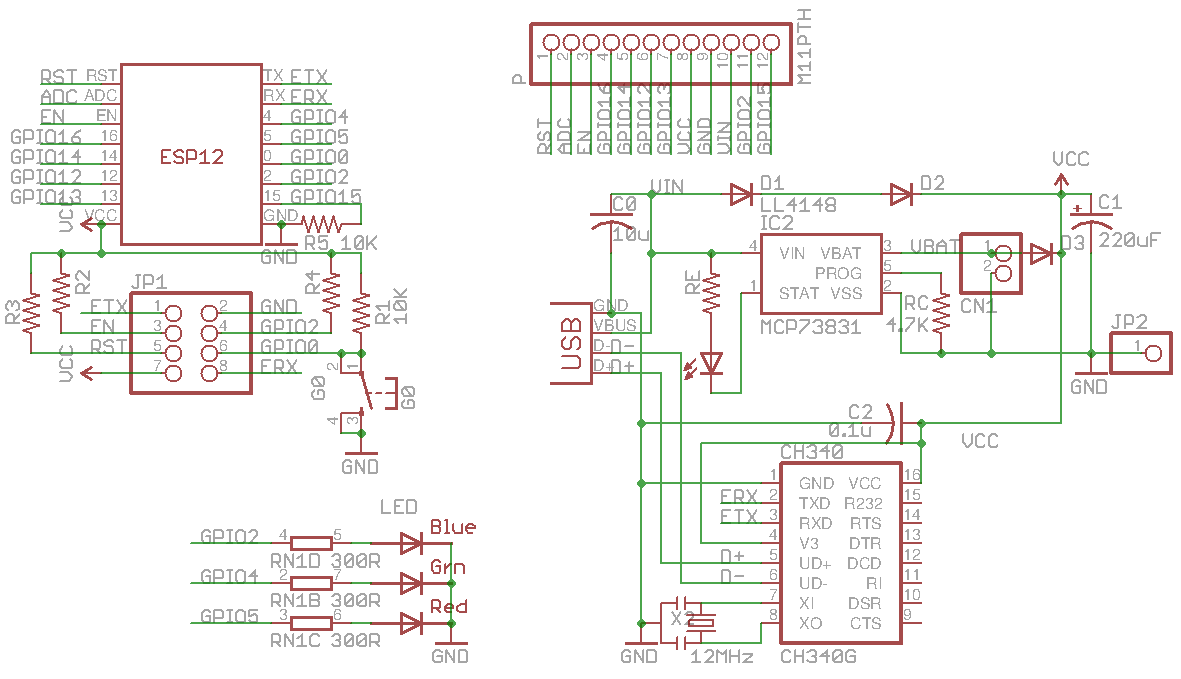 M11PTH
P
1 2 3 4 5 6 7 8 9 10 11 12
RST ADC EN GPIO16 GPIO14 GPIO12 GPIO13 VCC GND VIN GPIO2 GPIO15
RST RST TX ETX
ADC ADC RX ERX
EN EN 4 GPIO4
GPIO16 16 5 GPIO5
GPIO14 14 ESP12 0 GPIO0
GPIO12 12 2 GPIO2
GPIO13 13 15 GPIO15
VCC VCC GND
R5 10K
GND
R3 R2 JP1 R4 R1 10K
ETX 1 2 GND
EN 3 4 GPIO2
RST 5 6 GPIO0
VCC 7 8 ERX
G0 2 1 G0
4 3
GND
VCC
VIN D1 D2
C0 LL4148 C1
10u IC2 + 220uF
4 VIN VBAT 3 VBAT 1 D3
PROG 5 2
RE 1 STAT VSS 2 RC CN1
MCP73831 4.7K
JP2
1
GND
USB
GND
VBUS
D- D-
D+ D+
C2
0.1u VCC
CH340
1 GND VCC 16
ERX 2 TXD R232 15
ETX 3 RXD RTS 14
4 V3 DTR 13
D+ 5 UD+ DCD 12
D- 6 UD- RI 11
7 XI DSR 10
X2 8 XO CTS 9
GND 12MHz CH340G
LED
GPIO2 4 5 Blue
RN1D 300R
GPIO4 2 7 Grn
RN1B 300R
GPIO5 3 6 Red
RN1C 300R
GND